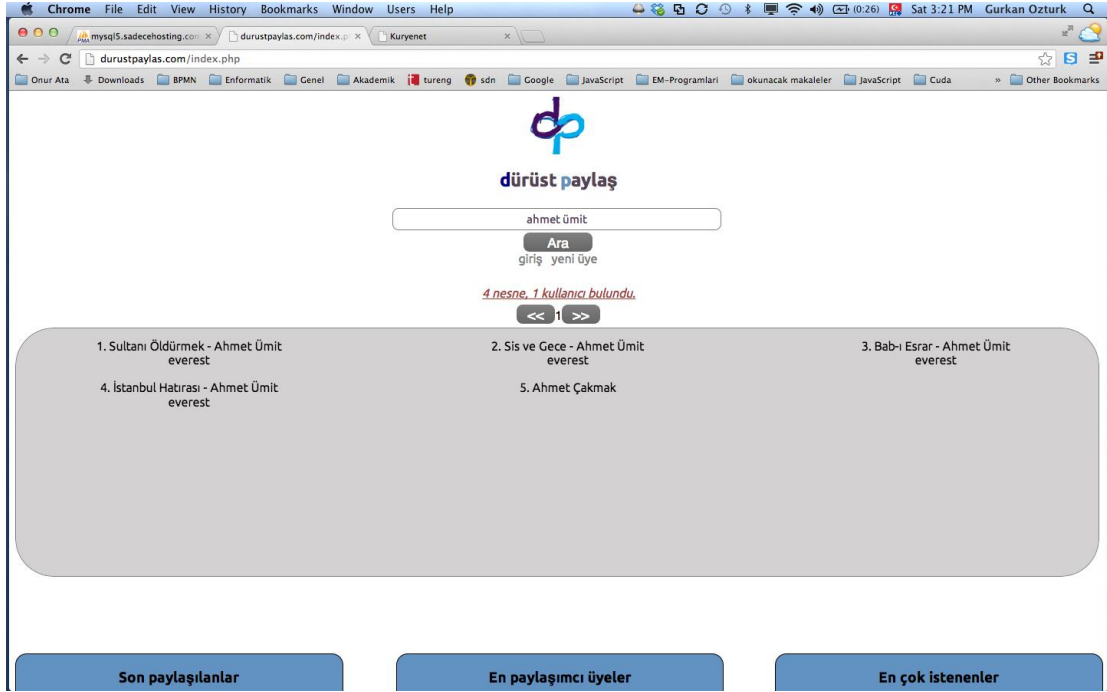 Chrome File Edit View History Bookmarks Window Users Help (0:26) Sat 3:21 PM Gurkan Ozturk
mysql5.sadecehosting.con durustpaylas.com/index.p Kuryenet
durustpaylas.com/index.php
Onur Ata Downloads BPMN Enformatik Genel Akademik tureng sdn Google JavaScript EM-Programlari okunacak makaleler JavaScript Cuda » Other Bookmarks
dp
dürüst paylaş
ahmet ümit
Ara
giriş yeni üye
4 nesne, 1 kullanıcı bulundu.
<< 1 >>
1. Sultanı Öldürmek - Ahmet Ümit
everest
2. Sis ve Gece - Ahmet Ümit
everest
3. Bab-ı Esrar - Ahmet Ümit
everest
4. İstanbul Hatırası - Ahmet Ümit
everest
5. Ahmet Çakmak
Son paylaşılanlar
En paylaşımcı üyeler
En çok istenenler